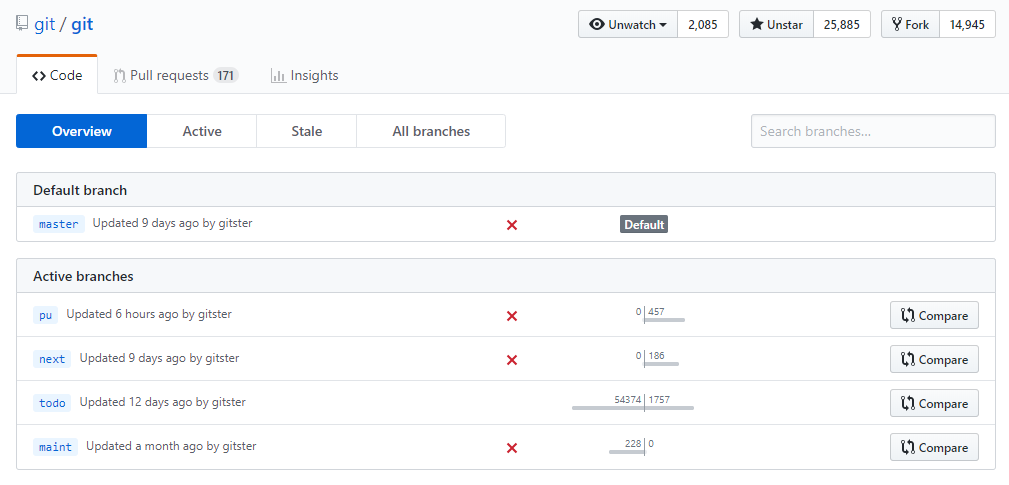 git / git Unwatch 2,085 Unstar 25,885 Fork 14,945
Code Pull requests 171 Insights
Overview Active Stale All branches Search branches...
Default branch
master Updated 9 days ago by gitster Default
Active branches
pu Updated 6 hours ago by gitster 0 457 Compare
next Updated 9 days ago by gitster 0 186 Compare
todo Updated 12 days ago by gitster 54374 1757 Compare
maint Updated a month ago by gitster 228 0 Compare